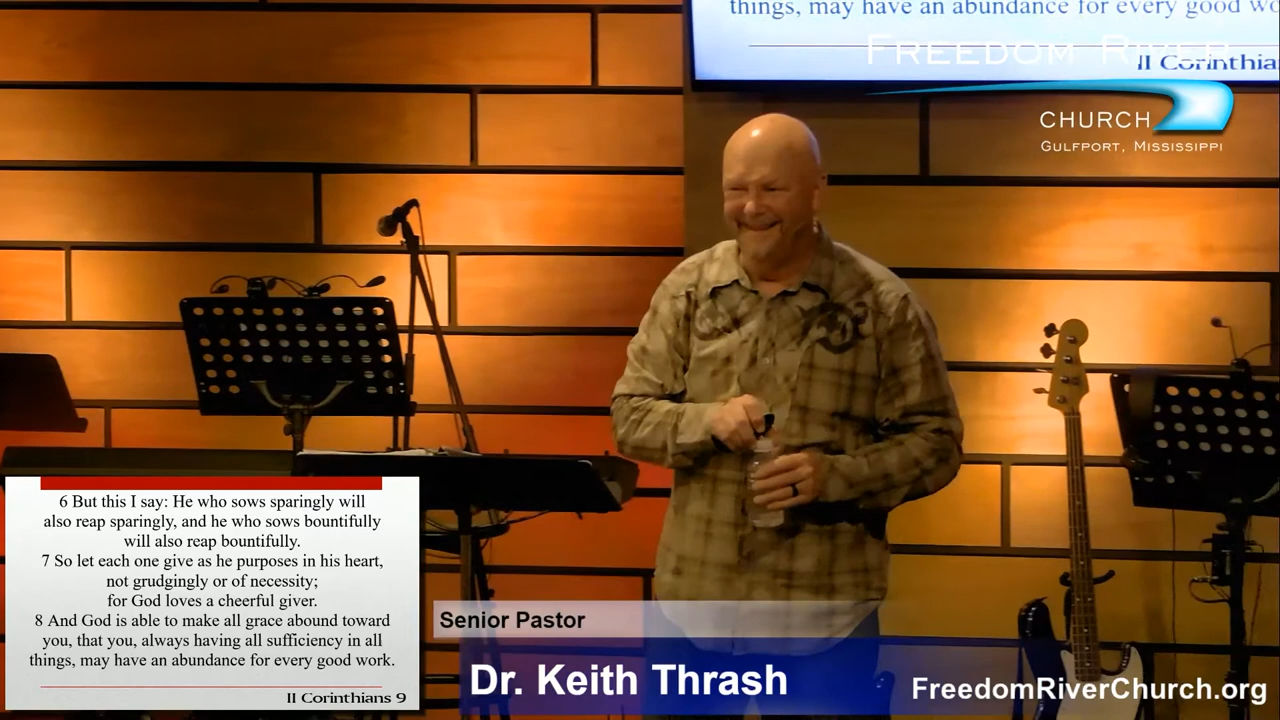 things, may have an abundance for every good wo
II Corinthia
FREEDOM RIVER
CHURCH
GULFPORT, MISSISSIPPI
6 But this I say: He who sows sparingly will
also reap sparingly, and he who sows bountifully
will also reap bountifully.
7 So let each one give as he purposes in his heart,
not grudgingly or of necessity;
for God loves a cheerful giver.
8 And God is able to make all grace abound toward
you, that you, always having all sufficiency in all
things, may have an abundance for every good work.
II Corinthians 9
Senior Pastor
Dr. Keith Thrash
FreedomRiverChurch.org